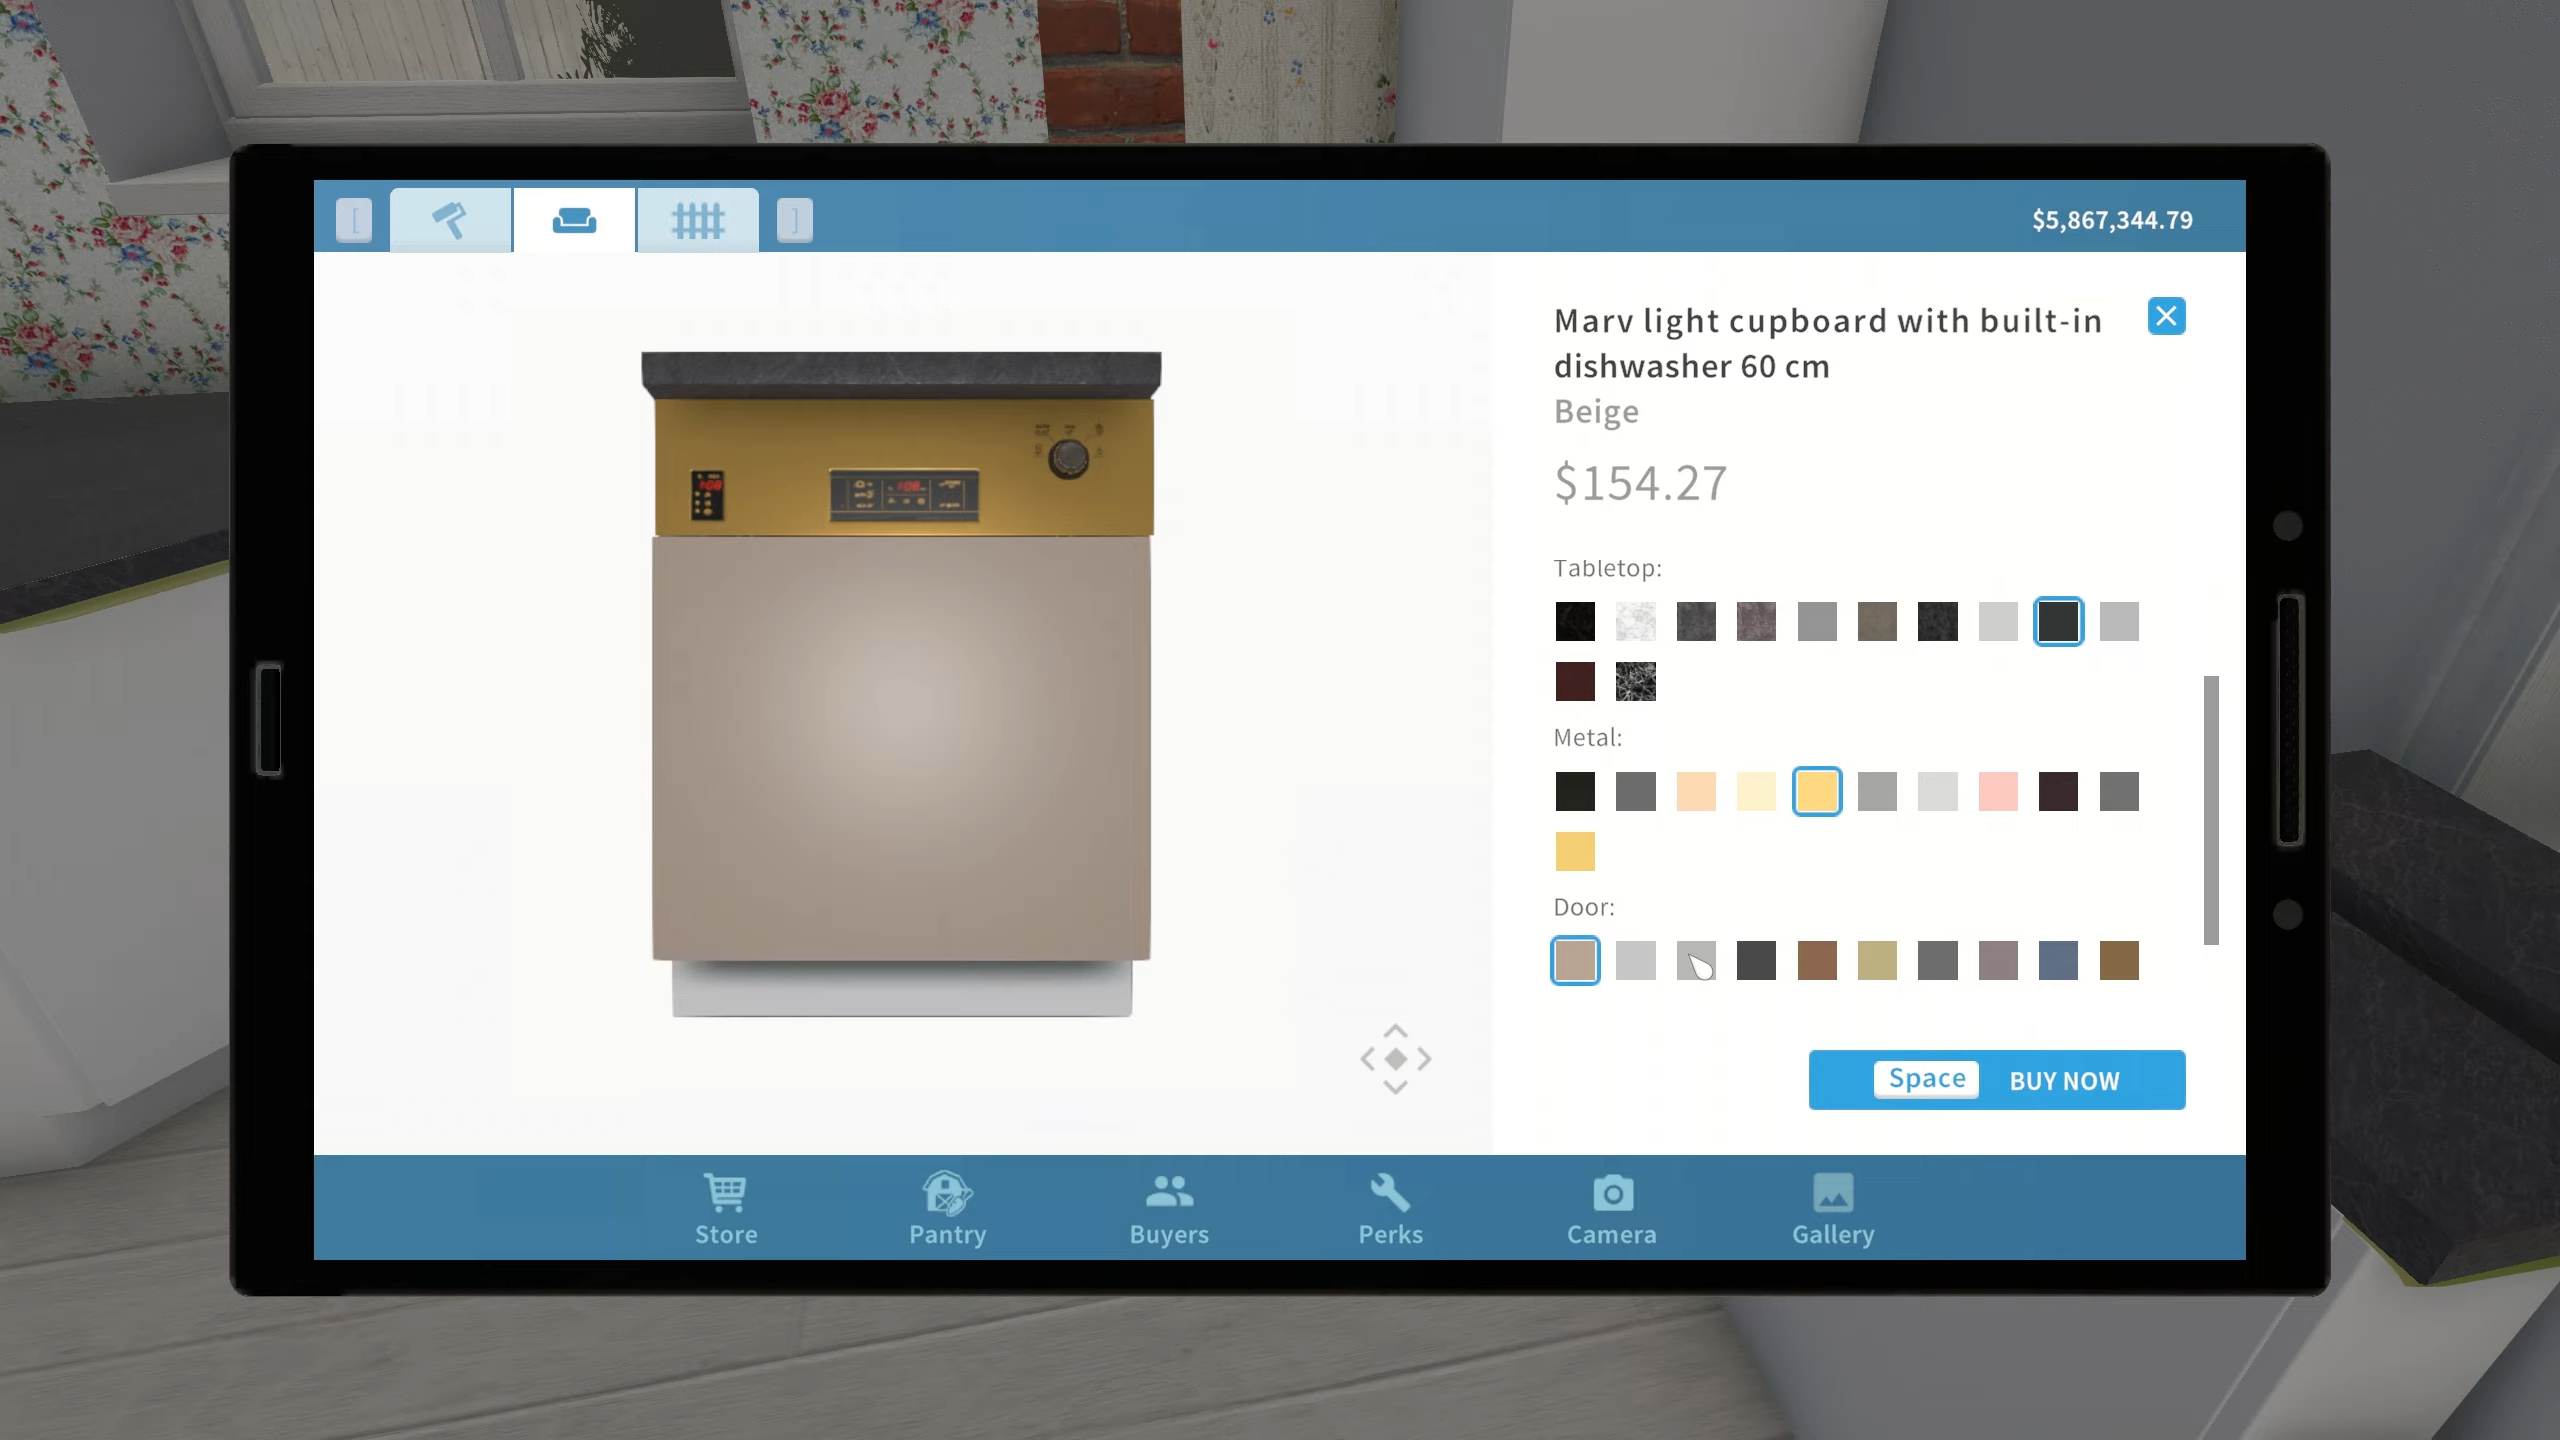 [
]
$5,867,344.79
Marv light cupboard with built-in
dishwasher 60 cm
Beige
$154.27
Tabletop:
Metal:
Door:
Space BUY NOW
Store
Pantry
Buyers
Perks
Camera
Gallery